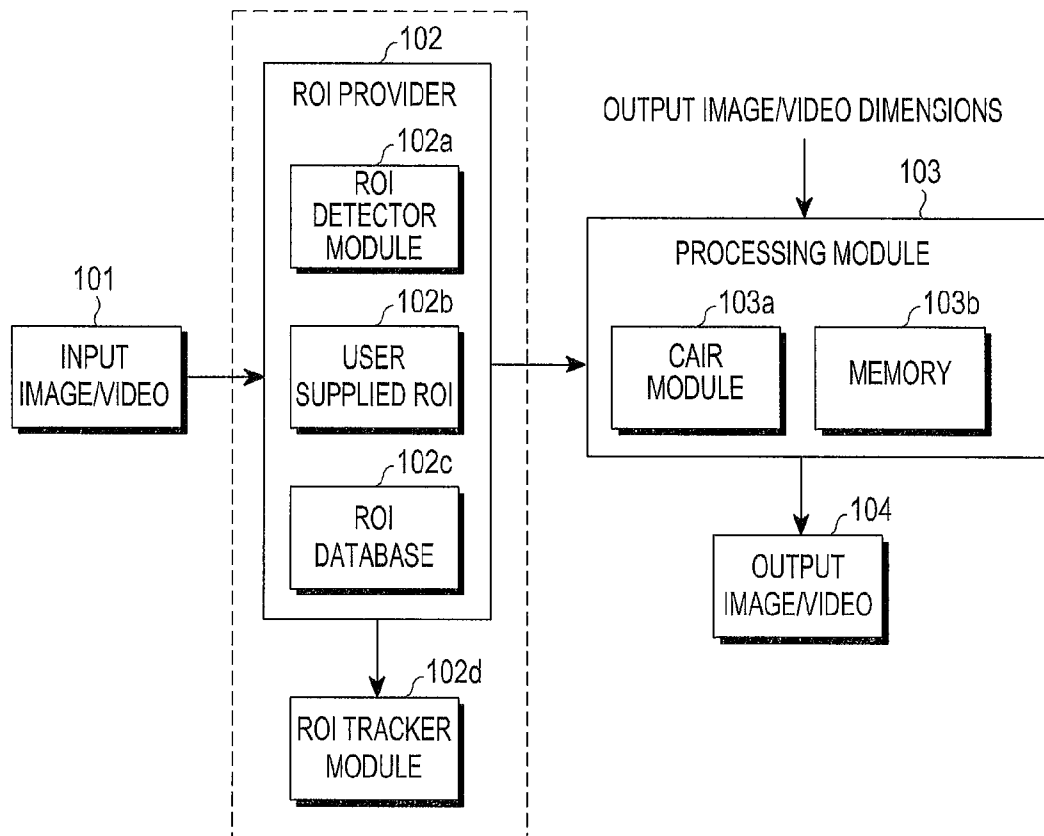 102
ROI PROVIDER
102a
ROI
DETECTOR
MODULE
101
INPUT
IMAGE/VIDEO
102b
USER
SUPPLIED ROI
102c
ROI
DATABASE
102d
ROI TRACKER
MODULE
OUTPUT IMAGE/VIDEO DIMENSIONS
103
PROCESSING MODULE
103a
CAIR
MODULE
103b
MEMORY
104
OUTPUT
IMAGE/VIDEO